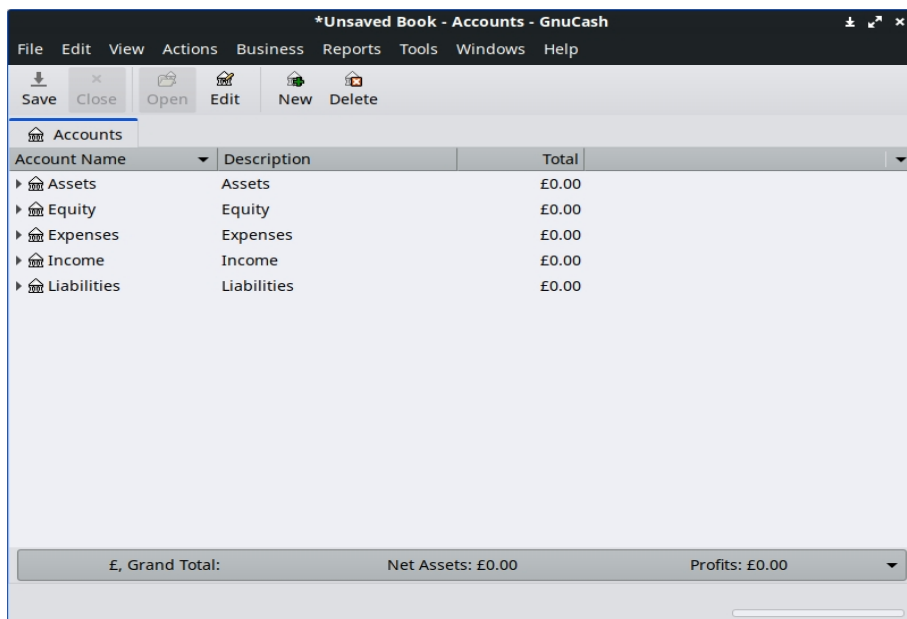 *Unsaved Book - Accounts - GnuCash
File Edit View Actions Business Reports Tools Windows Help
Save Close Open Edit New Delete
Accounts
Account Name Description Total
Assets Assets £0.00
Equity Equity £0.00
Expenses Expenses £0.00
Income Income £0.00
Liabilities Liabilities £0.00
£, Grand Total: Net Assets: £0.00 Profits: £0.00